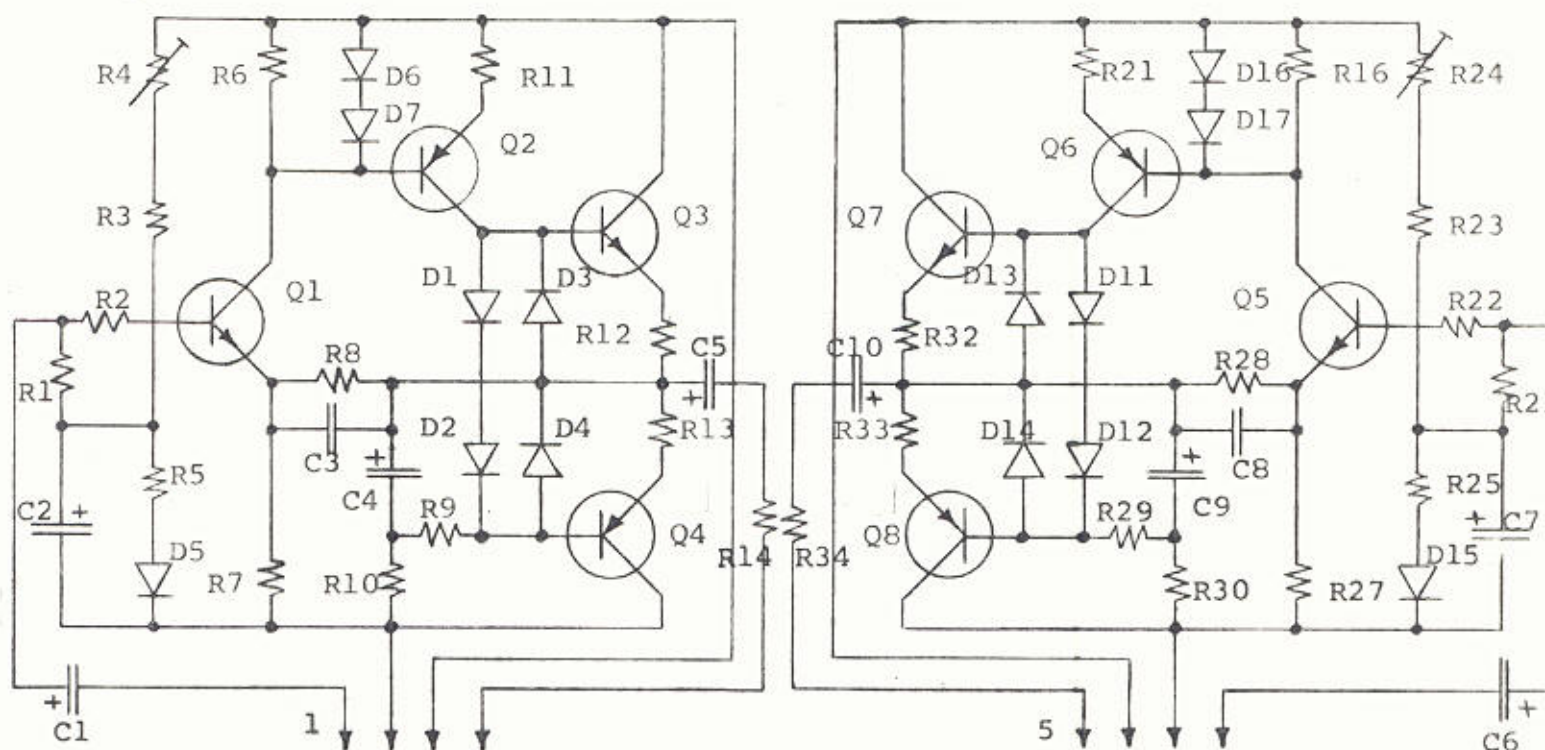 R4
R6
D6
R11
R21
D16
R16
R24
D7
Q1
Q2
Q6
D17
R3
Q3
Q7
R23
R2
D1
D3
D13
D11
Q5
R22
R12
R32
R1
R8
C5
C10
R28
C3
D2
D4
R13
R33
D14
D12
C8
R2
C2
+
R5
+
C4
R9
+
+
+
C9
R25
+
C7
D5
Q4
R14
R34
Q8
R29
D15
R7
R10
R30
R27
+
C1
1
5
C6
+